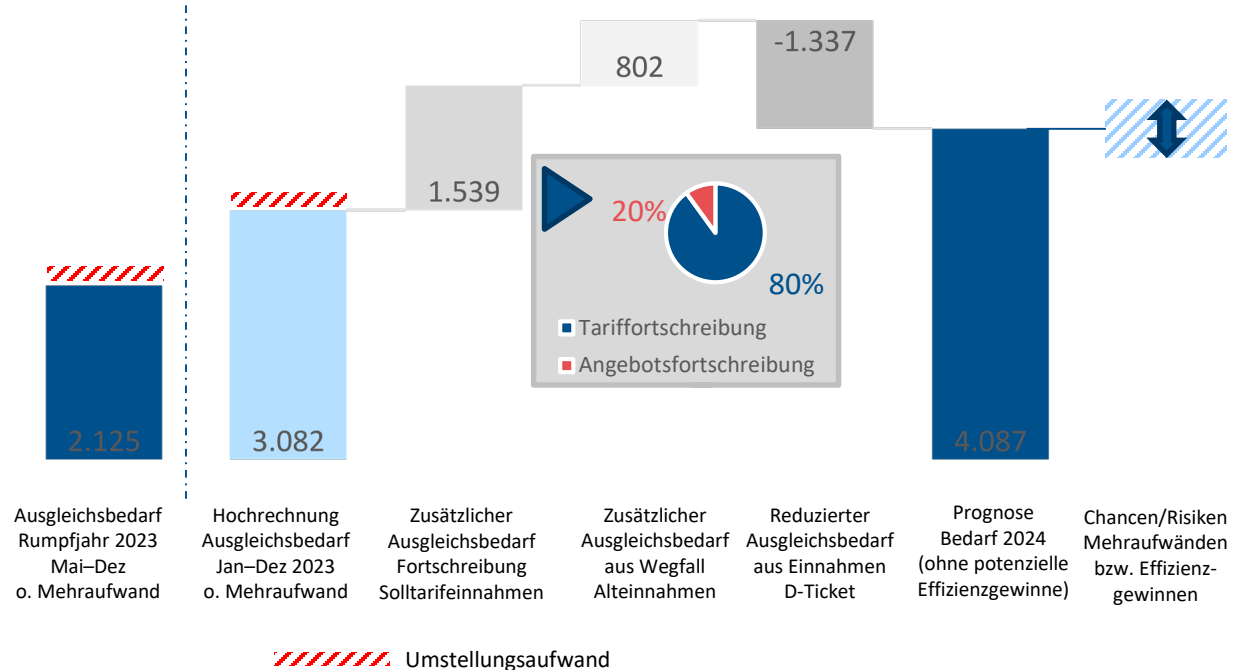 -1.337
802
1.539
20%
80%
Tariffortschreibung
Angebotsfortschreibung
2.125
3.082
4.087
Ausgleichsbedarf
Rumpfjahr 2023
Mai–Dez
o. Mehraufwand
Hochrechnung
Ausgleichsbedarf
Jan–Dez 2023
o. Mehraufwand
Zusätzlicher
Ausgleichsbedarf
Fortschreibung
Solltarifeinnahmen
Zusätzlicher
Ausgleichsbedarf
aus Wegfall
Alteinnahmen
Reduzierter
Ausgleichsbedarf
aus Einnahmen
D-Ticket
Prognose
Bedarf 2024
(ohne potenzielle
Effizienzgewinne)
Chancen/Risiken
Mehraufwänden
bzw. Effizienz-
gewinnen
Umstellungsaufwand